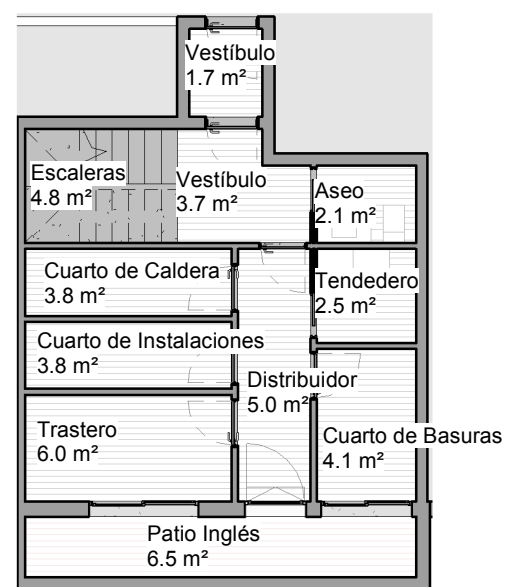 Vestíbulo
1.7 m²
Escaleras
4.8 m²
Vestíbulo
3.7 m²
Aseo
2.1 m²
Cuarto de Caldera
3.8 m²
Tendedero
2.5 m²
Cuarto de Instalaciones
3.8 m²
Distribuidor
5.0 m²
Trastero
6.0 m²
Cuarto de Basuras
4.1 m²
Patio Inglés
6.5 m²